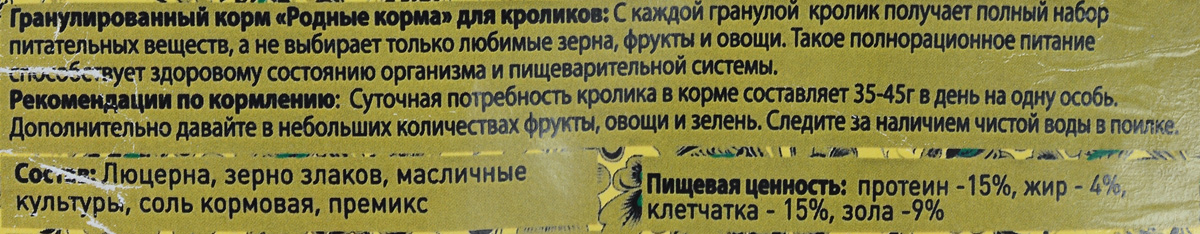 Гранулированный корм «Родные корма» для кроликов: С каждой гранулой кролик получает полный набор
питательных веществ, а не выбирает только любимые зерна, фрукты и овощи. Такое полнорационное питание
способствует здоровому состоянию организма и пищеварительной системы.
Рекомендации по кормлению: Суточная потребность кролика в корме составляет 35-45г в день на одну особь.
Дополнительно давайте в небольших количествах фрукты, овощи и зелень. Следите за наличием чистой воды в поилке.
Состав: Люцерна, зерно злаков, масличные
культуры, соль кормовая, премикс
Пищевая ценность: протеин -15%, жир - 4%,
клетчатка - 15%, зола -9%